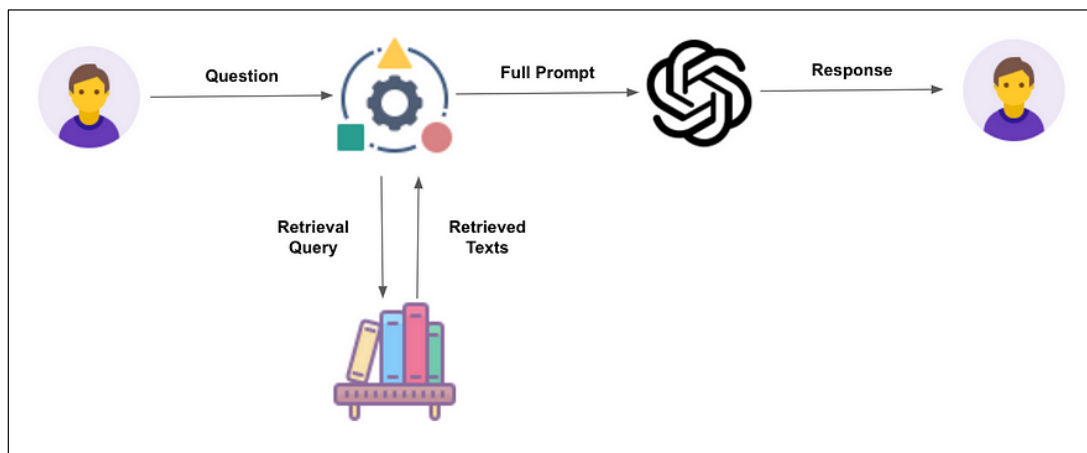 Question
Full Prompt
Response
Retrieval
Query
Retrieved
Texts